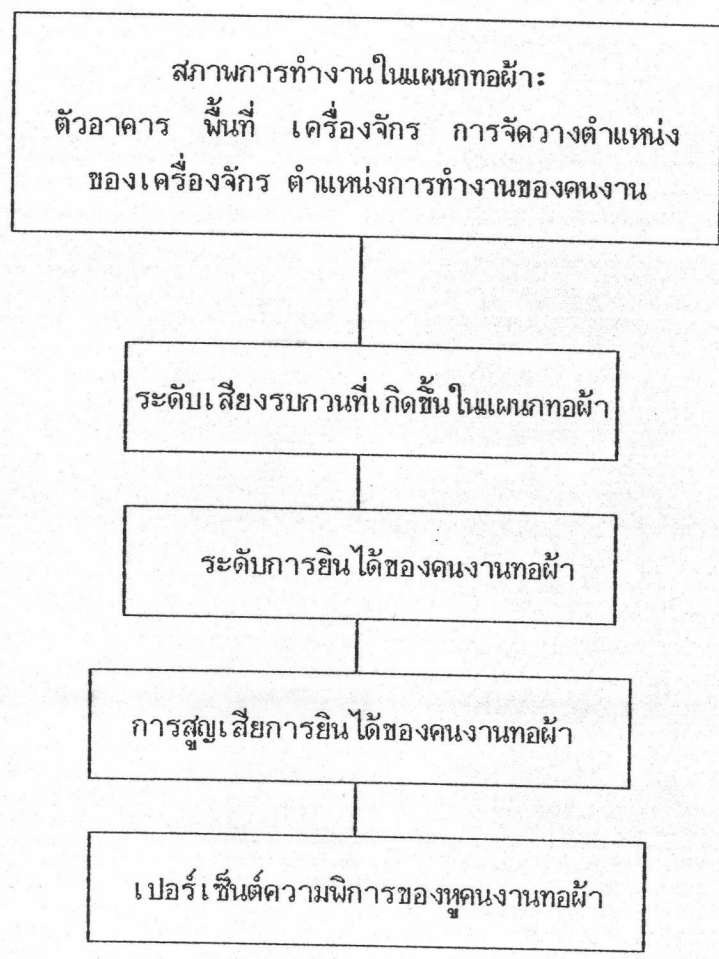 สภาพการทำงานในแผนกทอผ้า:
ตัวอาคาร พื้นที่ เครื่องจักร การจัดวางตำแหน่ง
ของเครื่องจักร ตำแหน่งการทำงานของคนงาน
ระดับเสียงรบกวนที่เกิดขึ้นในแผนกทอผ้า
ระดับการยินได้ของคนงานทอผ้า
การสูญเสียการยินได้ของคนงานทอผ้า
เปอร์เซ็นต์ความพิการของหูคนงานทอผ้า